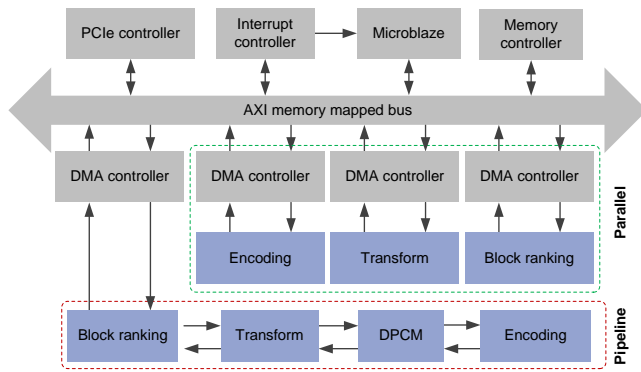 PCIe controller
Interrupt
controller
Microblaze
Memory
controller
AXI memory mapped bus
DMA controller
DMA controller
DMA controller
DMA controller
Encoding
Transform
Block ranking
Parallel
Block ranking
Transform
DPCM
Encoding
Pipeline